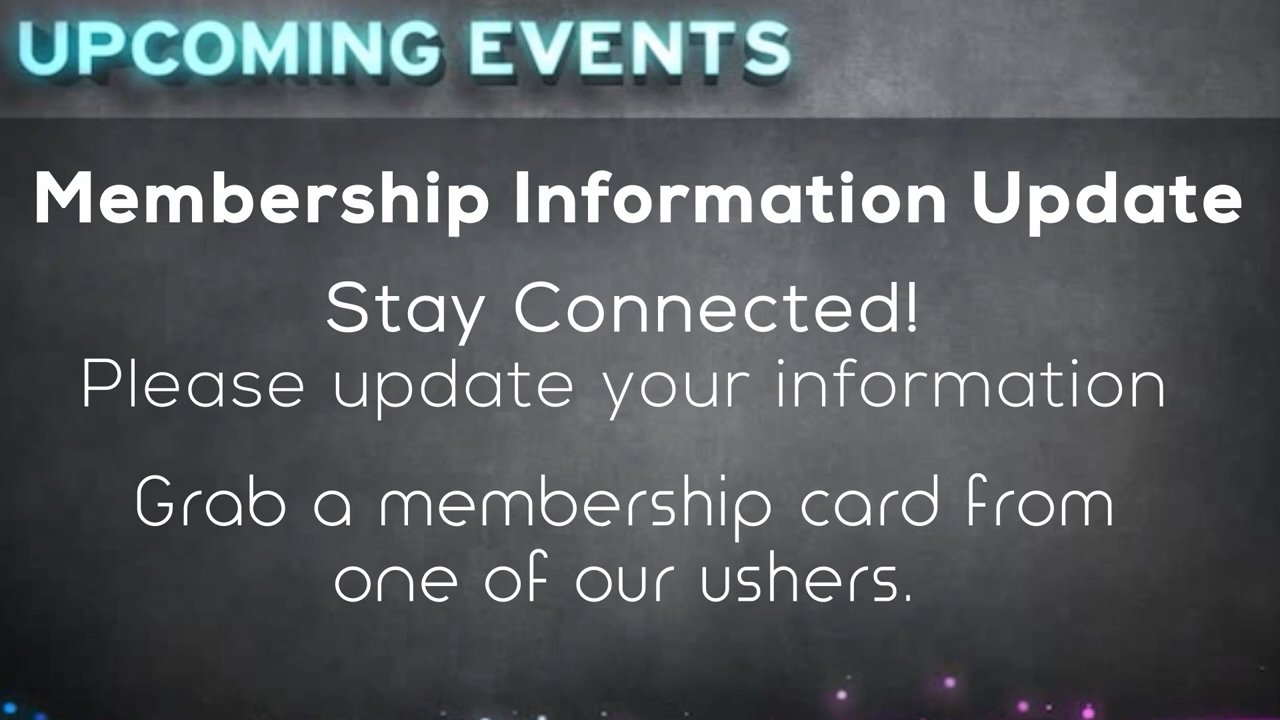 UPCOMING EVENTS
Membership Information Update
Stay Connected!
Please update your information
Grab a membership card from
one of our ushers.